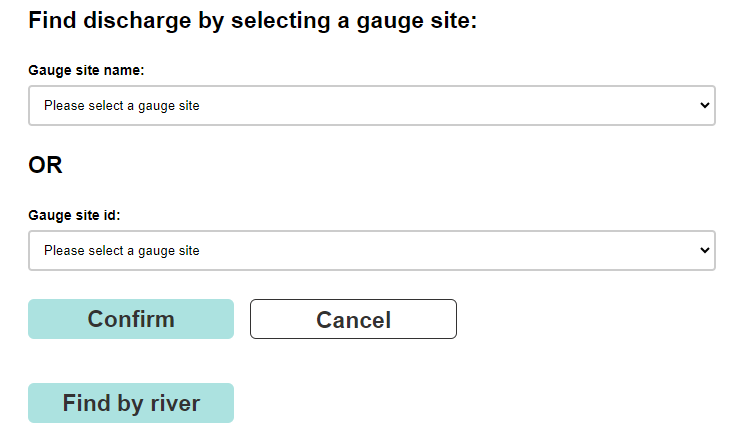 Find discharge by selecting a gauge site:
Gauge site name:
Please select a gauge site
OR
Gauge site id:
Please select a gauge site
Confirm Cancel
Find by river